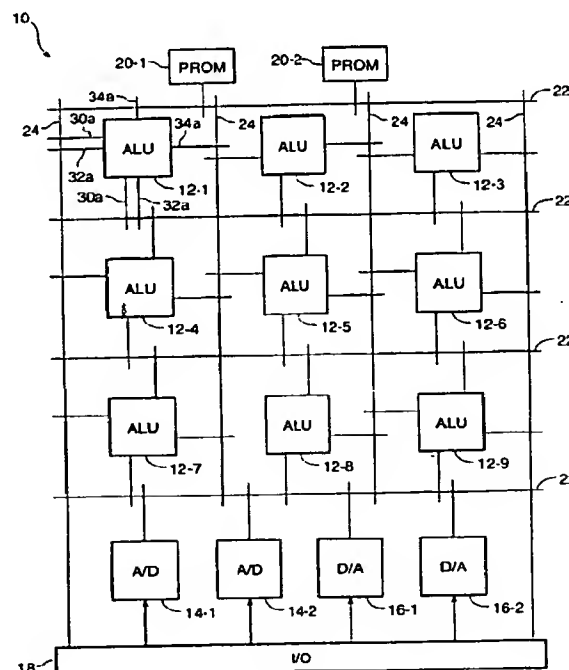 10
20-1 PROM 20-2 PROM
34a 22
24 30a 34a 24 24 24
ALU ALU ALU
32a 12-1 12-2 12-3
30a 32a
22
ALU ALU ALU
12-4 12-5 12-6
22
ALU ALU ALU
12-7 12-8 12-9
A/D A/D D/A D/A
14-1 14-2 16-1 16-2
18 I/O